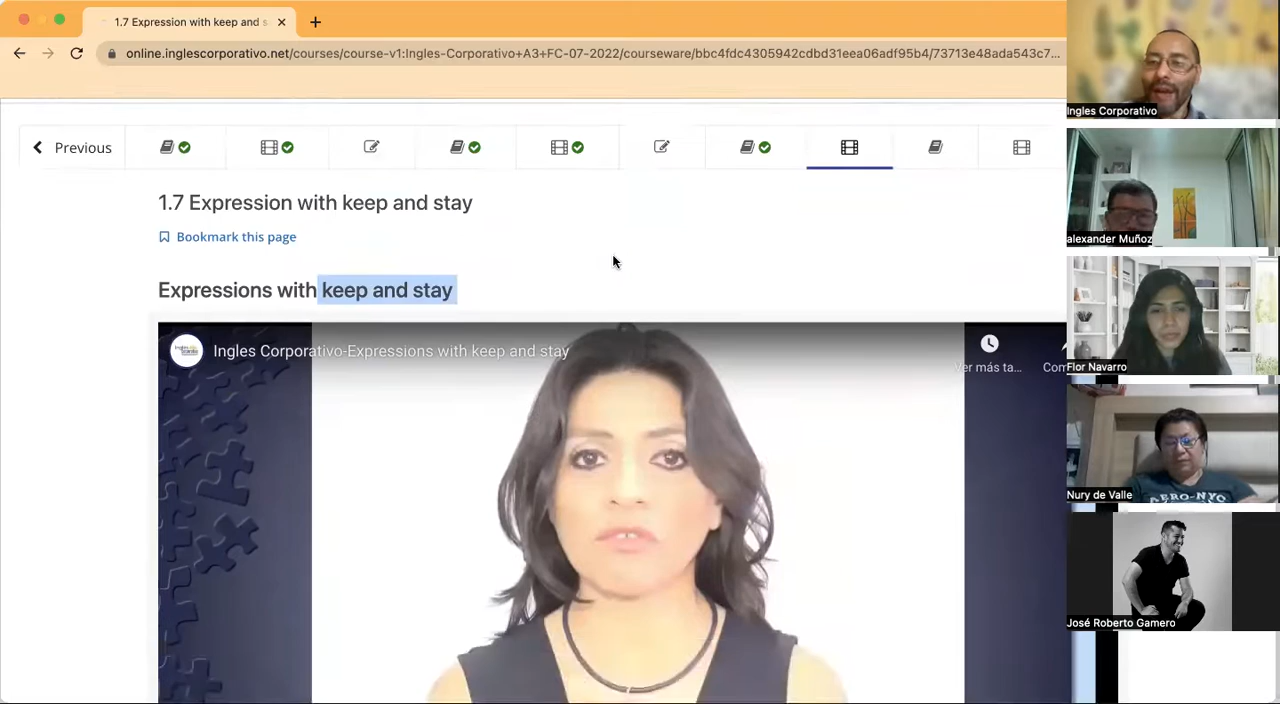 1.7 Expression with keep and s
online.inglescorporativo.net/courses/course-v1:Ingles-Corporativo+A3+FC-07-2022/courseware/bbc4fdc4305942cdbd31eea06adf95b4/73713e48ada543c7...
Previous
1.7 Expression with keep and stay
Bookmark this page
Expressions with keep and stay
Ingles Corporativo-Expressions with keep and stay
Ver más ta...
Com
Ingles Corporativo
alexander Muñoz
Flor Navarro
Nury de Valle
AERO-NYC
José Roberto Gamero